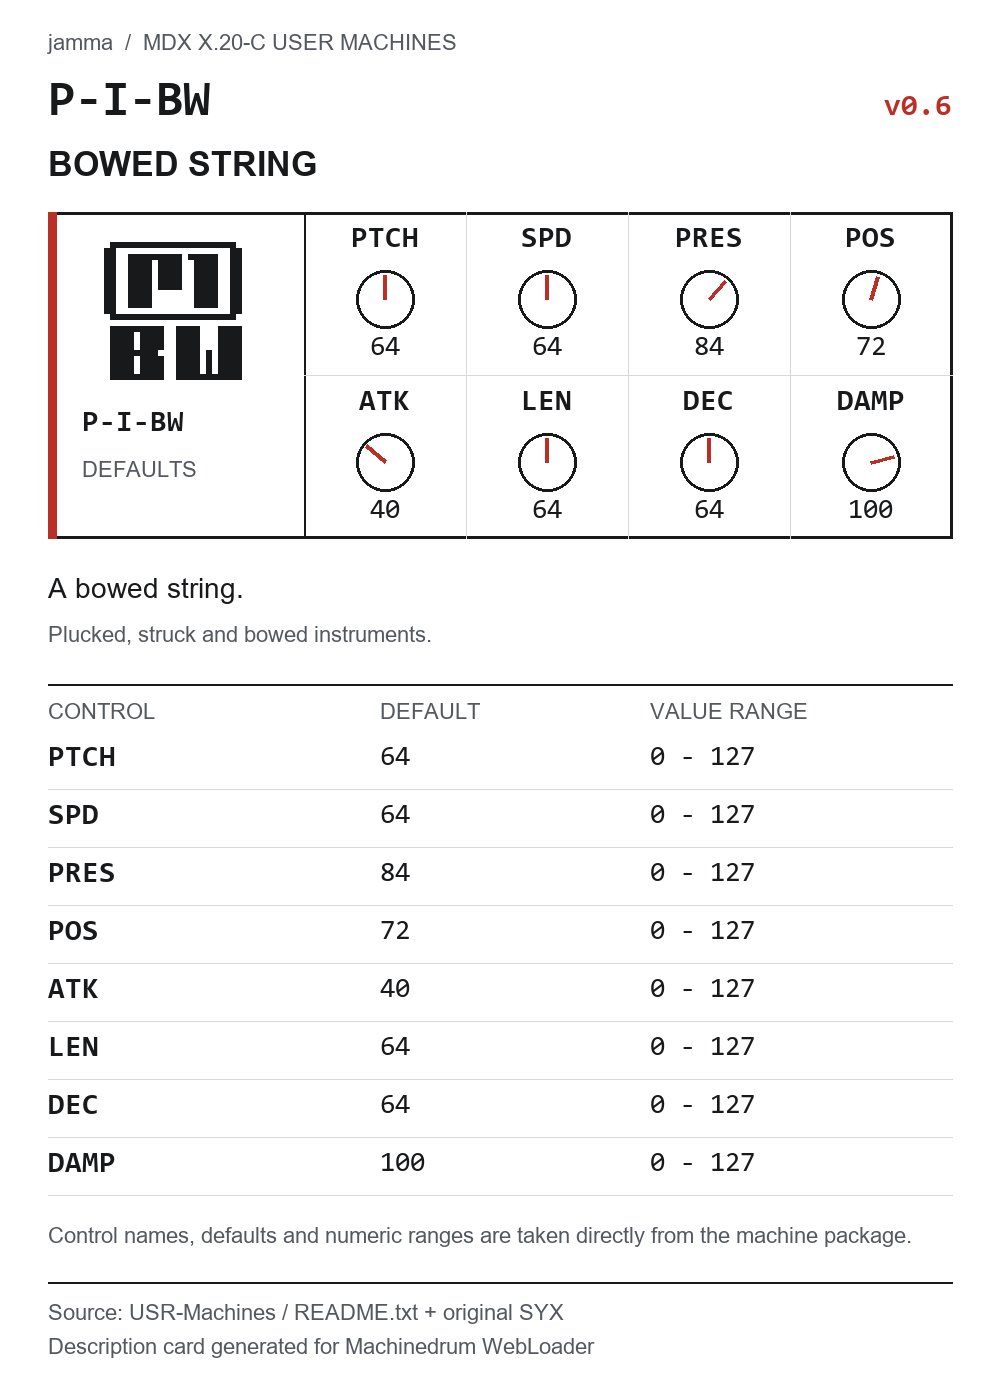 jamma / MDX X.20-C USER MACHINES
P-I-BW
v0.6
BOWED STRING
PI
BW
P-I-BW
DEFAULTS
PTCH SPD PRES POS
64 64 84 72
ATK LEN DEC DAMP
40 64 64 100
A bowed string.
Plucked, struck and bowed instruments.
CONTROL DEFAULT VALUE RANGE
PTCH 64 0 - 127
SPD 64 0 - 127
PRES 84 0 - 127
POS 72 0 - 127
ATK 40 0 - 127
LEN 64 0 - 127
DEC 64 0 - 127
DAMP 100 0 - 127
Control names, defaults and numeric ranges are taken directly from the machine package.
Source: USR-Machines / README.txt + original SYX
Description card generated for Machinedrum WebLoader